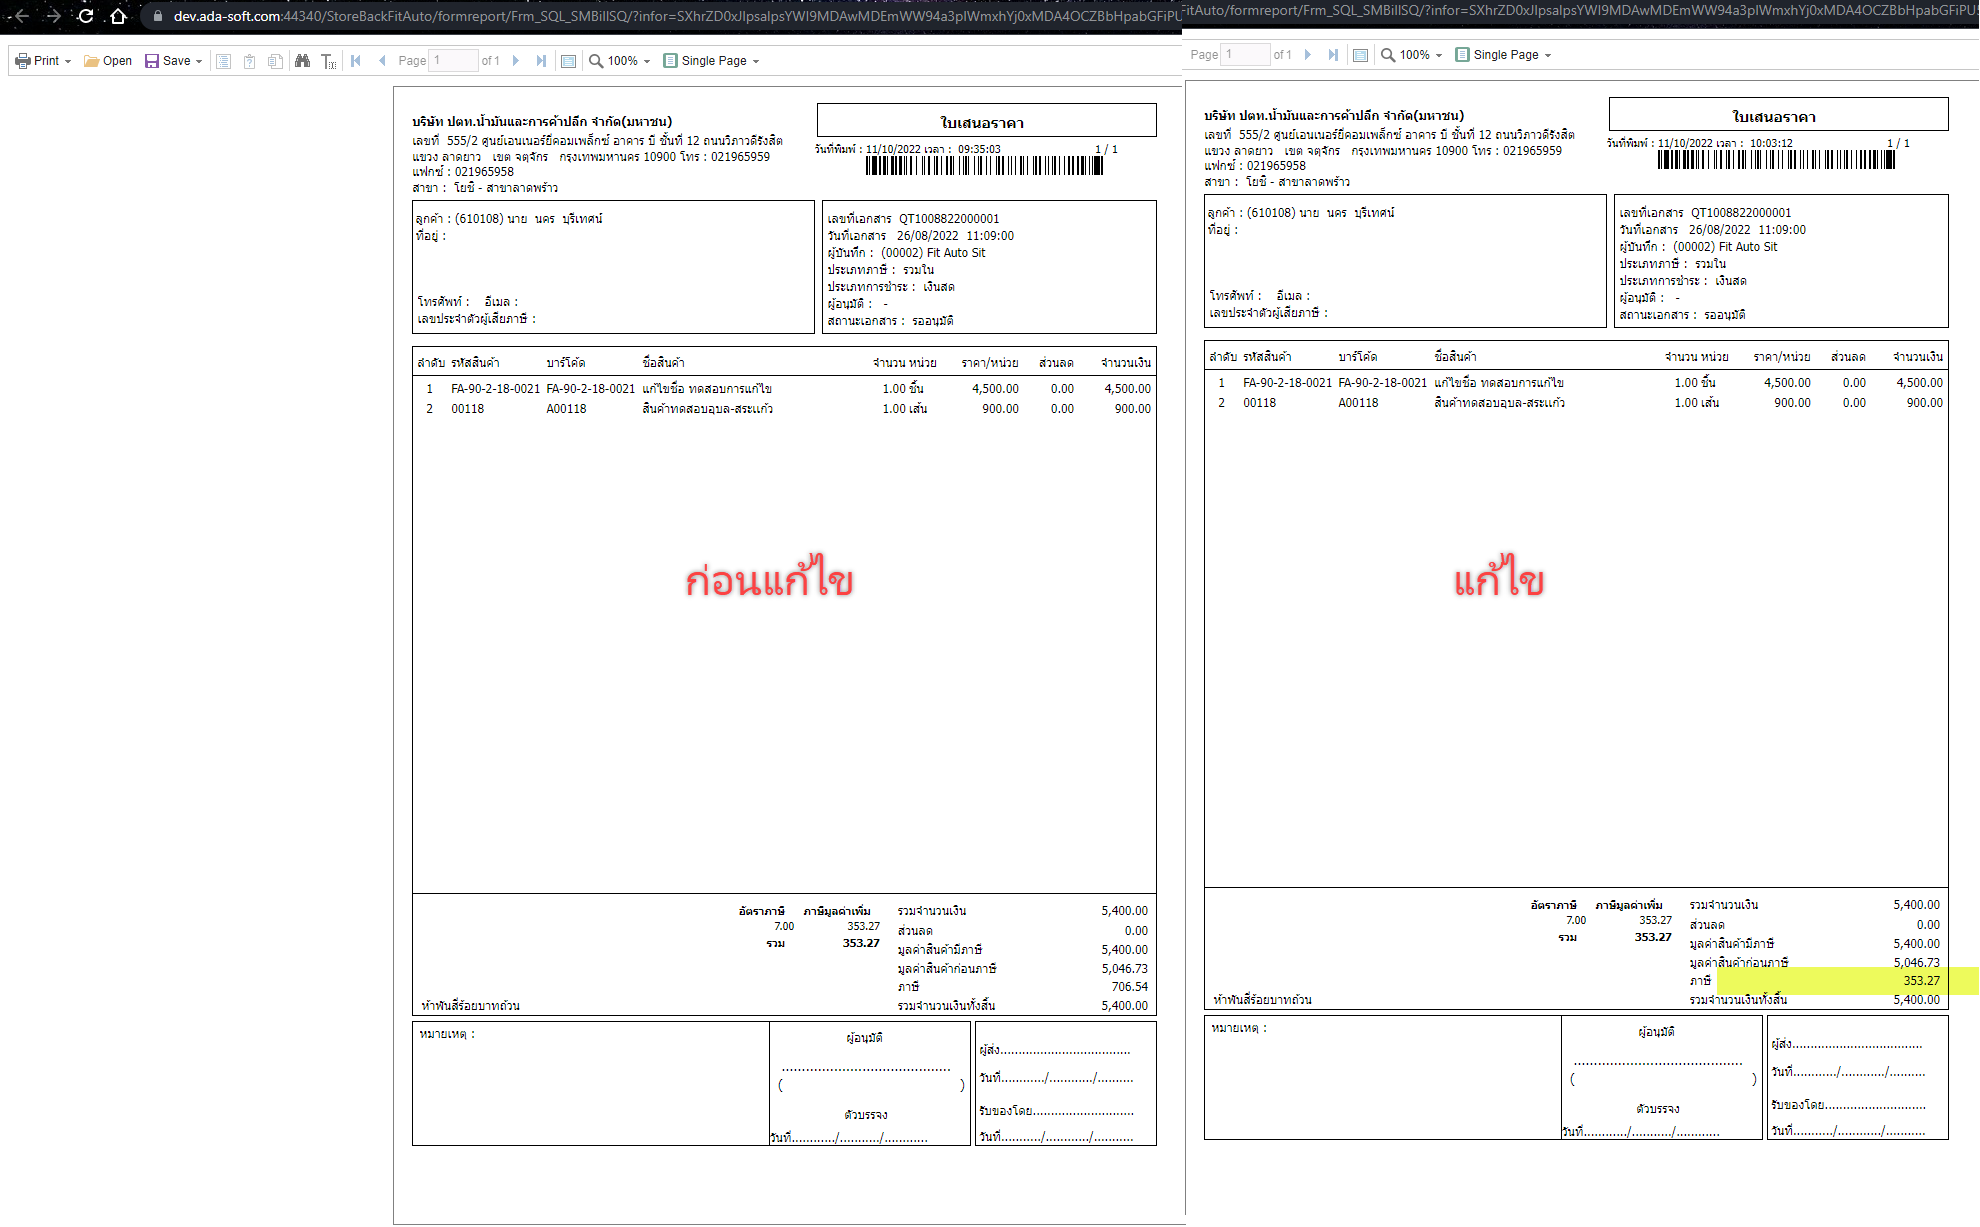 dev.ada-soft.com:44340/StoreBackFitAuto/formreport/Frm_SQL_SMBillSQ/?infor=SXhrZD0xJlpsalpsYWI9MDAwMDEmWW94a3pIWmxhYj0xMDA4OCZBbHpabGFiPU
Print Open Save Page 1 of 1 100% Single Page
ใบเสนอราคา
บริษัท ปตท.น้ำมันและการค้าปลีก จำกัด(มหาชน)
เลขที่ 555/2 ศูนย์เอนเนอร์ยี่คอมเพล็กซ์ อาคาร บี ชั้นที่ 12 ถนนวิภาวดีรังสิต
แขวง ลาดยาว เขต จตุจักร กรุงเทพมหานคร 10900 โทร : 021965959
แฟกซ์ : 021965958
สาขา : โยชิ - สาขาลาดพร้าว
วันที่พิมพ์ : 11/10/2022 เวลา : 09:35:03 1 / 1
ลูกค้า : (610108) นาย นคร บุรีเทศน์
ที่อยู่ :
โทรศัพท์ : อีเมล :
เลขประจำตัวผู้เสียภาษี :
เลขที่เอกสาร QT1008822000001
วันที่เอกสาร 26/08/2022 11:09:00
ผู้บันทึก : (00002) Fit Auto Sit
ประเภทภาษี : รวมใน
ประเภทการชำระ : เงินสด
ผู้อนุมัติ : -
สถานะเอกสาร : รออนุมัติ
ลำดับ รหัสสินค้า บาร์โค้ด ชื่อสินค้า จำนวน หน่วย ราคา/หน่วย ส่วนลด จำนวนเงิน
1 FA-90-2-18-0021 FA-90-2-18-0021 แก้ไขชื่อ ทดสอบการแก้ไข 1.00 ชิ้น 4,500.00 0.00 4,500.00
2 00118 A00118 สินค้าทดสอบอุบล-สระแก้ว 1.00 เส้น 900.00 0.00 900.00
ก่อนแก้ไข
อัตราภาษี ภาษีมูลค่าเพิ่ม
7.00 353.27
รวม 353.27
รวมจำนวนเงิน 5,400.00
ส่วนลด 0.00
มูลค่าสินค้ามีภาษี 5,400.00
มูลค่าสินค้าก่อนภาษี 5,046.73
ภาษี 706.54
ห้าพันสี่ร้อยบาทถ้วน รวมจำนวนเงินทั้งสิ้น 5,400.00
หมายเหตุ :
ผู้อนุมัติ
..........................................
( )
ตัวบรรจง
วันที่.........../.........../...........
ผู้ส่ง................................
วันที่.........../.........../..........
รับของโดย.........................
วันที่.........../.........../..........
FitAuto/formreport/Frm_SQL_SMBillSQ/?infor=SXhrZD0xJlpsalpsYWI9MDAwMDEmWW94a3pIWmxhYj0xMDA4OCZBbHpabGFiPU
Page 1 of 1 100% Single Page
ใบเสนอราคา
บริษัท ปตท.น้ำมันและการค้าปลีก จำกัด(มหาชน)
เลขที่ 555/2 ศูนย์เอนเนอร์ยี่คอมเพล็กซ์ อาคาร บี ชั้นที่ 12 ถนนวิภาวดีรังสิต
แขวง ลาดยาว เขต จตุจักร กรุงเทพมหานคร 10900 โทร : 021965959
แฟกซ์ : 021965958
สาขา : โยชิ - สาขาลาดพร้าว
วันที่พิมพ์ : 11/10/2022 เวลา : 10:03:12 1 / 1
ลูกค้า : (610108) นาย นคร บุรีเทศน์
ที่อยู่ :
โทรศัพท์ : อีเมล :
เลขประจำตัวผู้เสียภาษี :
เลขที่เอกสาร QT1008822000001
วันที่เอกสาร 26/08/2022 11:09:00
ผู้บันทึก : (00002) Fit Auto Sit
ประเภทภาษี : รวมใน
ประเภทการชำระ : เงินสด
ผู้อนุมัติ : -
สถานะเอกสาร : รออนุมัติ
ลำดับ รหัสสินค้า บาร์โค้ด ชื่อสินค้า จำนวน หน่วย ราคา/หน่วย ส่วนลด จำนวนเงิน
1 FA-90-2-18-0021 FA-90-2-18-0021 แก้ไขชื่อ ทดสอบการแก้ไข 1.00 ชิ้น 4,500.00 0.00 4,500.00
2 00118 A00118 สินค้าทดสอบอุบล-สระแก้ว 1.00 เส้น 900.00 0.00 900.00
แก้ไข
อัตราภาษี ภาษีมูลค่าเพิ่ม
7.00 353.27
รวม 353.27
รวมจำนวนเงิน 5,400.00
ส่วนลด 0.00
มูลค่าสินค้ามีภาษี 5,400.00
มูลค่าสินค้าก่อนภาษี 5,046.73
ภาษี 353.27
ห้าพันสี่ร้อยบาทถ้วน รวมจำนวนเงินทั้งสิ้น 5,400.00
หมายเหตุ :
ผู้อนุมัติ
..........................................
( )
ตัวบรรจง
วันที่.........../.........../...........
ผู้ส่ง................................
วันที่.........../.........../..........
รับของโดย.........................
วันที่.........../.........../..........